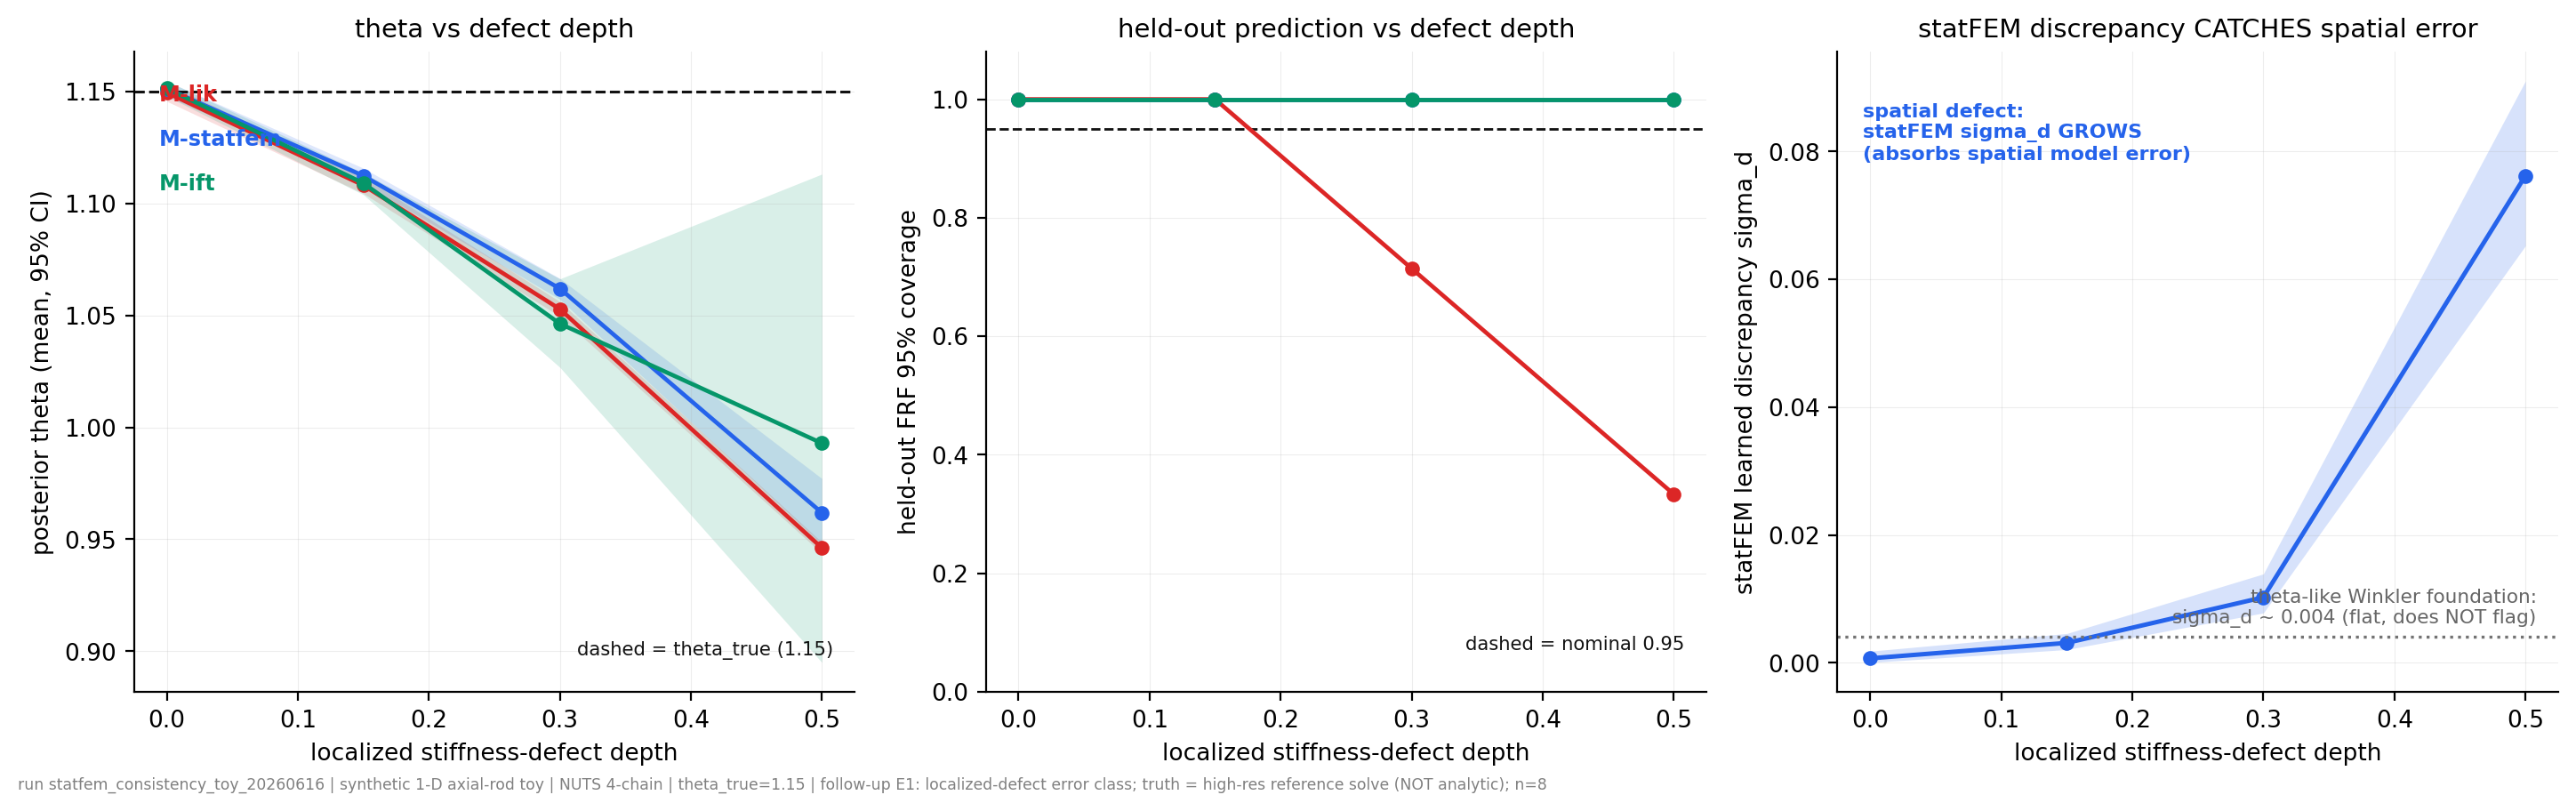 theta vs defect depth
posterior theta (mean, 95% CI)
1.15
1.10
1.05
1.00
0.95
0.90
M-lik
M-statfem
M-ift
dashed = theta_true (1.15)
0.0 0.1 0.2 0.3 0.4 0.5
localized stiffness-defect depth
held-out prediction vs defect depth
held-out FRF 95% coverage
1.0
0.8
0.6
0.4
0.2
0.0
dashed = nominal 0.95
0.0 0.1 0.2 0.3 0.4 0.5
localized stiffness-defect depth
statFEM discrepancy CATCHES spatial error
statFEM learned discrepancy sigma_d
0.08
0.06
0.04
0.02
0.00
spatial defect:
statFEM sigma_d GROWS
(absorbs spatial model error)
theta-like Winkler foundation:
sigma_d ~ 0.004 (flat, does NOT flag)
0.0 0.1 0.2 0.3 0.4 0.5
localized stiffness-defect depth
run statfem_consistency_toy_20260616 | synthetic 1-D axial-rod toy | NUTS 4-chain | theta_true=1.15 | follow-up E1: localized-defect error class; truth = high-res reference solve (NOT analytic); n=8